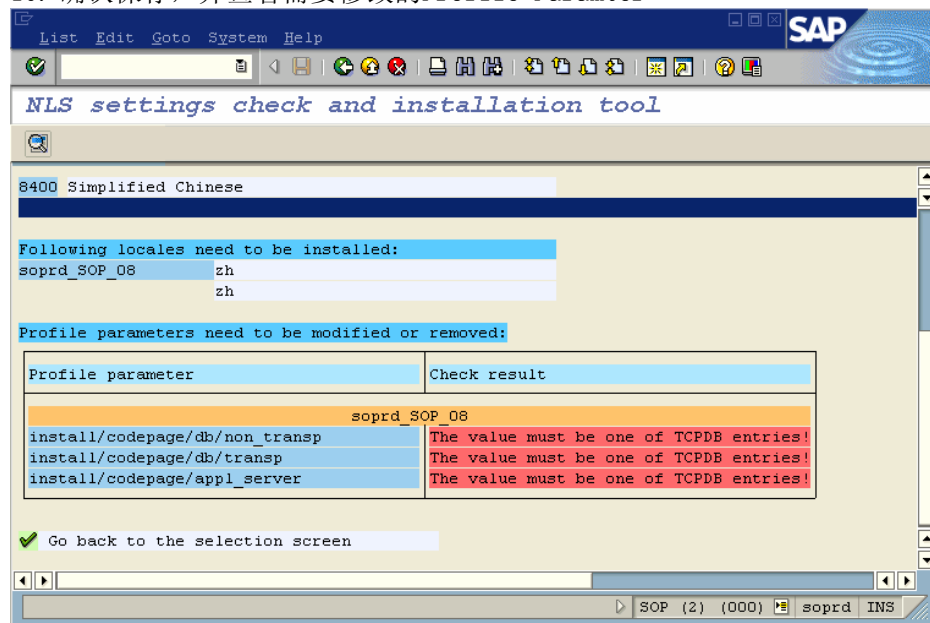 List Edit Goto System Help
SAP
NLS settings check and installation tool
8400 Simplified Chinese
Following locales need to be installed:
soprd_SOP_08 zh
zh
Profile parameters need to be modified or removed:
Profile parameter Check result
soprd_SOP_08
install/codepage/db/non_transp The value must be one of TCPDB entries!
install/codepage/db/transp The value must be one of TCPDB entries!
install/codepage/appl_server The value must be one of TCPDB entries!
Go back to the selection screen
SOP (2) (000) soprd INS